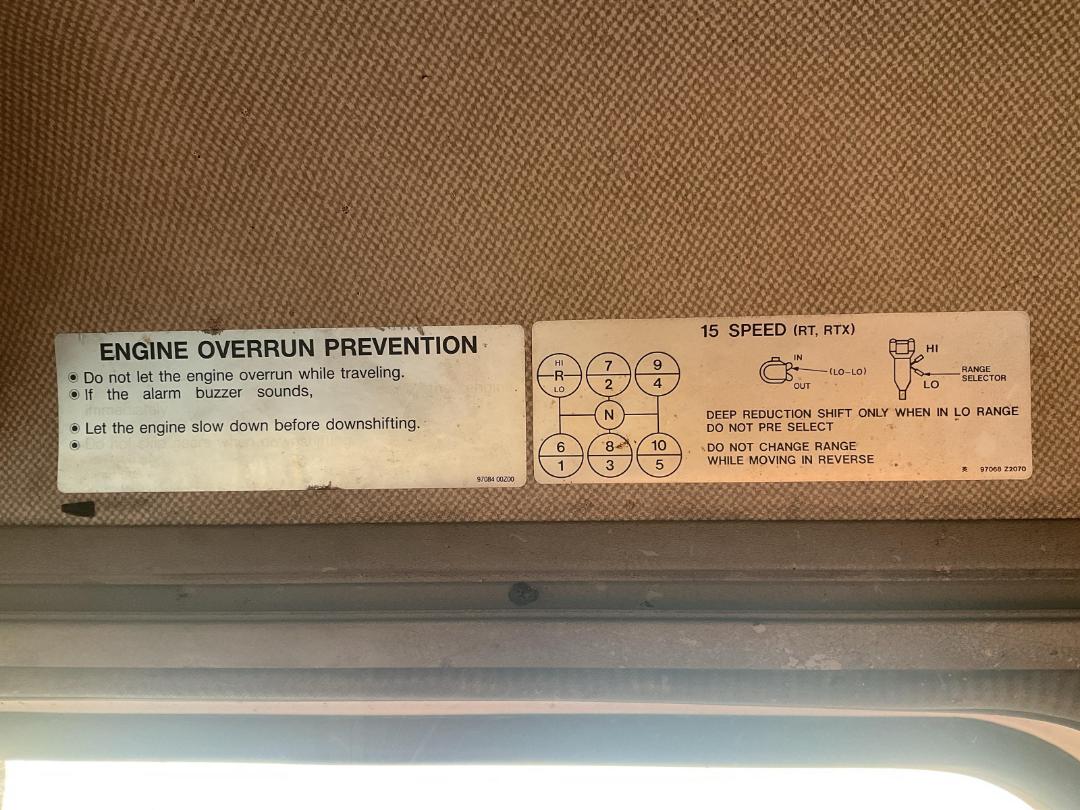 ENGINE OVERRUN PREVENTION
Do not let the engine overrun while traveling.
If the alarm buzzer sounds,
immediately
Let the engine slow down before downshifting.
97084 00Z00
15 SPEED (RT, RTX)
HI
R
LO
7
2
9
4
N
6
1
8
3
10
5
IN
(LO-LO)
OUT
HI
LO
RANGE
SELECTOR
DEEP REDUCTION SHIFT ONLY WHEN IN LO RANGE
DO NOT PRE SELECT
DO NOT CHANGE RANGE
WHILE MOVING IN REVERSE
97068 Z2070